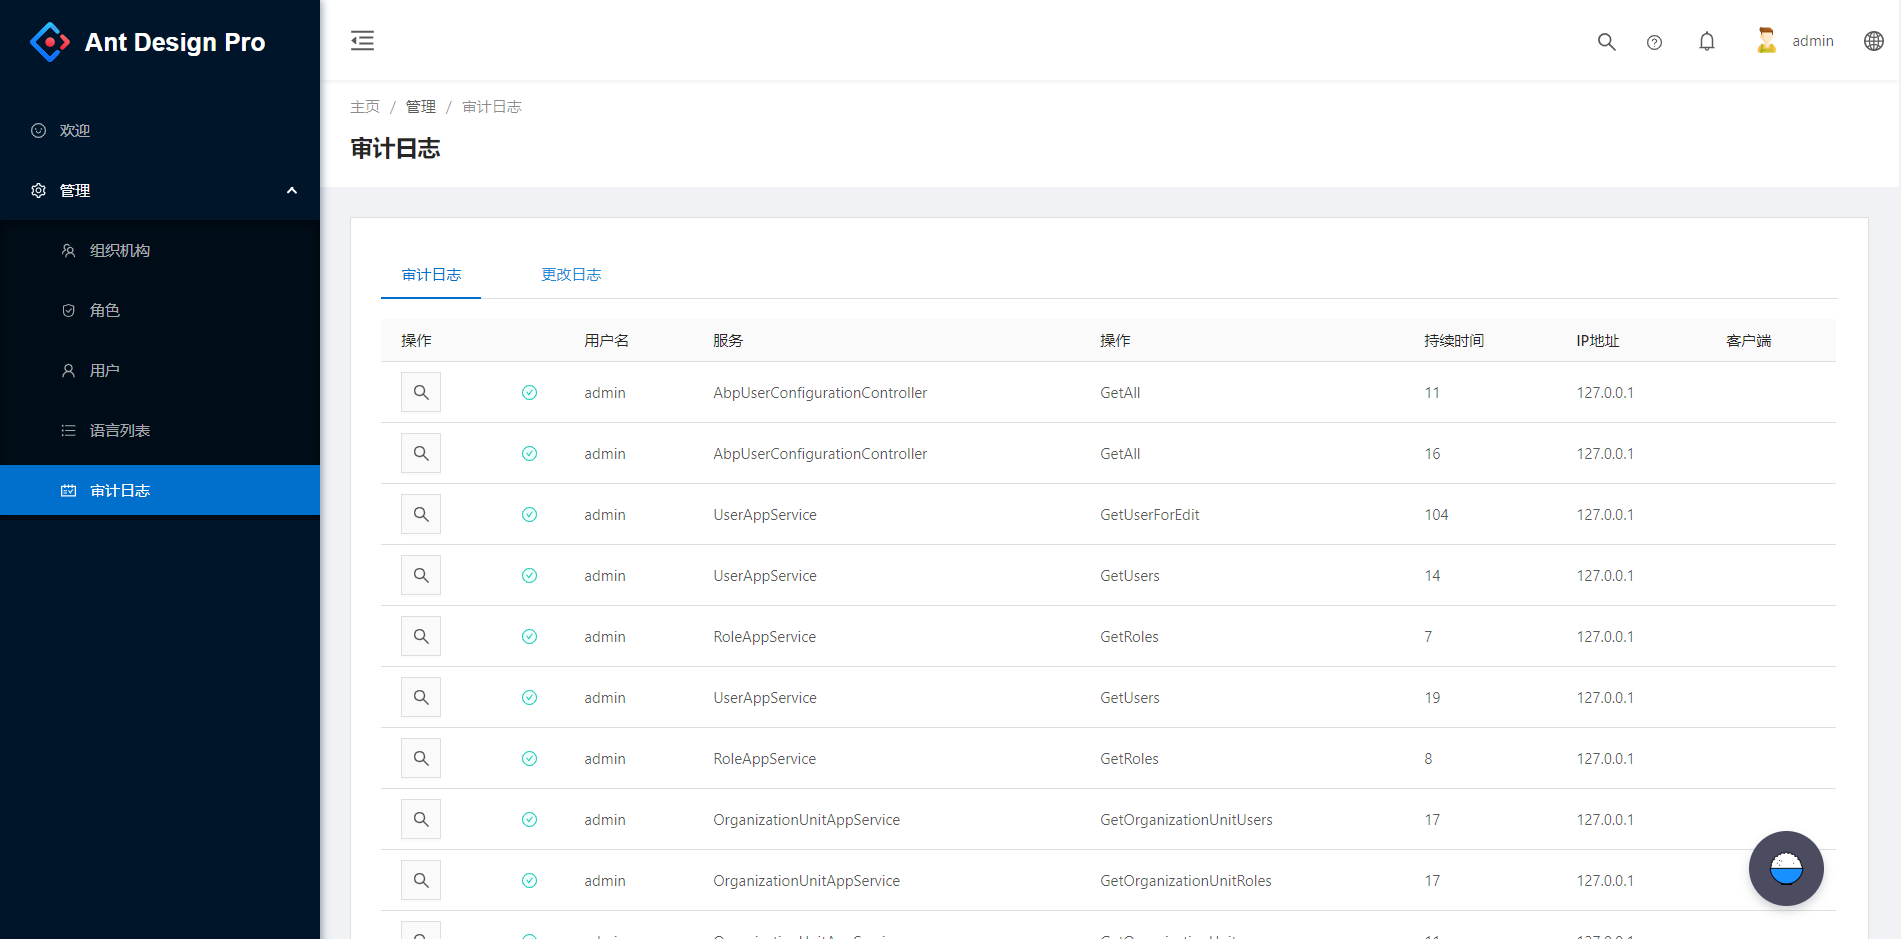 Ant Design Pro
欢迎
管理
组织机构
角色
用户
语言列表
审计日志
admin
主页 / 管理 / 审计日志
审计日志
审计日志 更改日志
操作 用户名 服务 操作 持续时间 IP地址 客户端
admin AbpUserConfigurationController GetAll 11 127.0.0.1
admin AbpUserConfigurationController GetAll 16 127.0.0.1
admin UserAppService GetUserForEdit 104 127.0.0.1
admin UserAppService GetUsers 14 127.0.0.1
admin RoleAppService GetRoles 7 127.0.0.1
admin UserAppService GetUsers 19 127.0.0.1
admin RoleAppService GetRoles 8 127.0.0.1
admin OrganizationUnitAppService GetOrganizationUnitUsers 17 127.0.0.1
admin OrganizationUnitAppService GetOrganizationUnitRoles 17 127.0.0.1